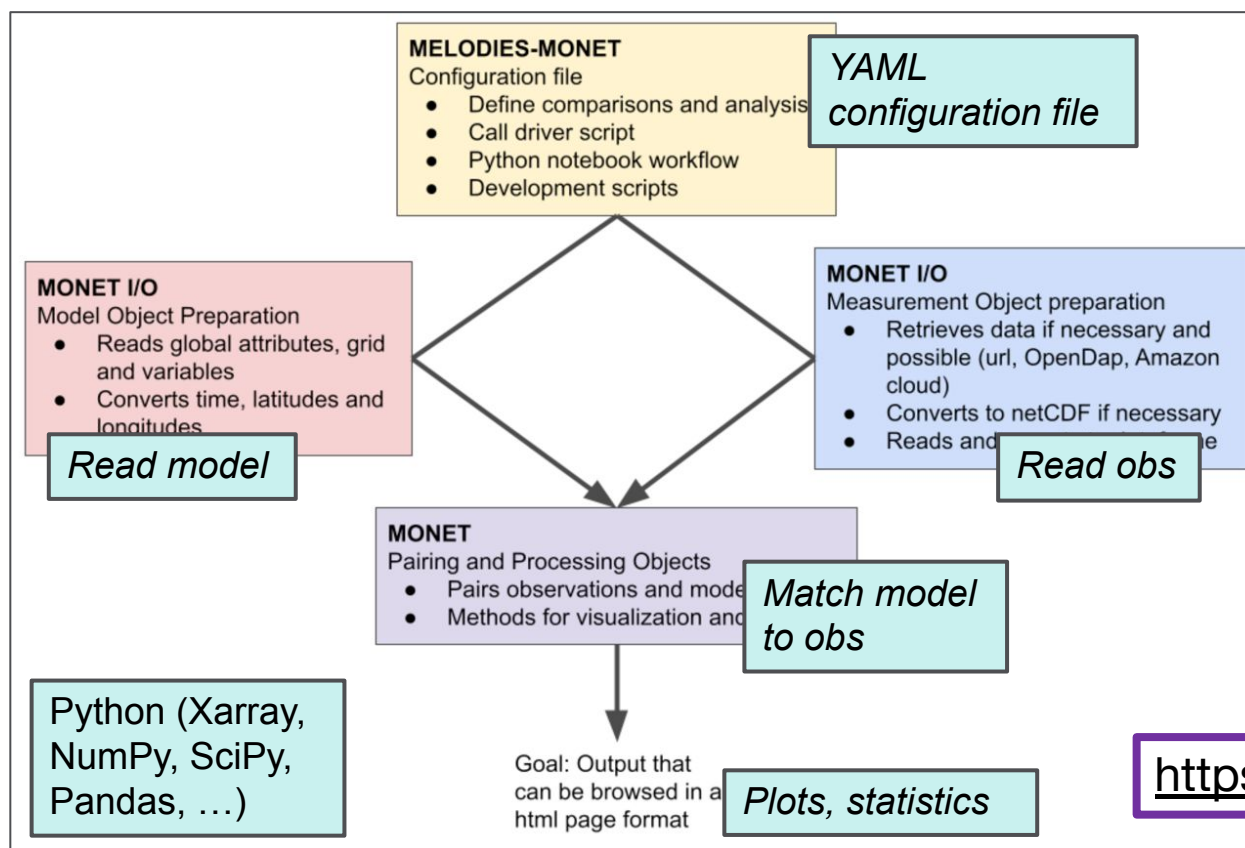 MELODIES-MONET
Configuration file
● Define comparisons and analysis
● Call driver script
● Python notebook workflow
● Development scripts
YAML
configuration file
MONET I/O
Model Object Preparation
● Reads global attributes, grid
and variables
● Converts time, latitudes and
longitudes
Read model
MONET I/O
Measurement Object preparation
● Retrieves data if necessary and
possible (url, OpenDap, Amazon
cloud)
● Converts to netCDF if necessary
● Reads and
Read obs
MONET
Pairing and Processing Objects
● Pairs observations and mode
● Methods for visualization and
Match model
to obs
Python (Xarray,
NumPy, SciPy,
Pandas, …)
Goal: Output that
can be browsed in a
html page format
Plots, statistics
https